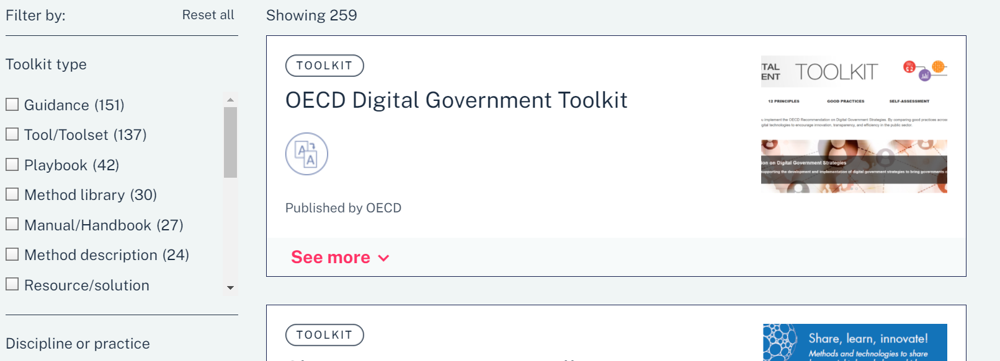 Filter by:
Reset all
Toolkit type
Guidance (151)
Tool/Toolset (137)
Playbook (42)
Method library (30)
Manual/Handbook (27)
Method description (24)
Resource/solution
Discipline or practice
Showing 259
TOOLKIT
OECD Digital Government Toolkit
A A
Published by OECD
See more
TAL
ENT
TOOLKIT
12 PRINCIPLES GOOD PRACTICES SELF-ASSESSMENT
implement the OECD Recommendation on Digital Government Strategies. By comparing good practices across
gital technologies to encourage innovation, transparency, and efficiency in the public sector.
on on Digital Government Strategies
supporting the development and implementation of digital government strategies to bring governments
TOOLKIT
Share, learn, innovate!
Methods and technologies to share